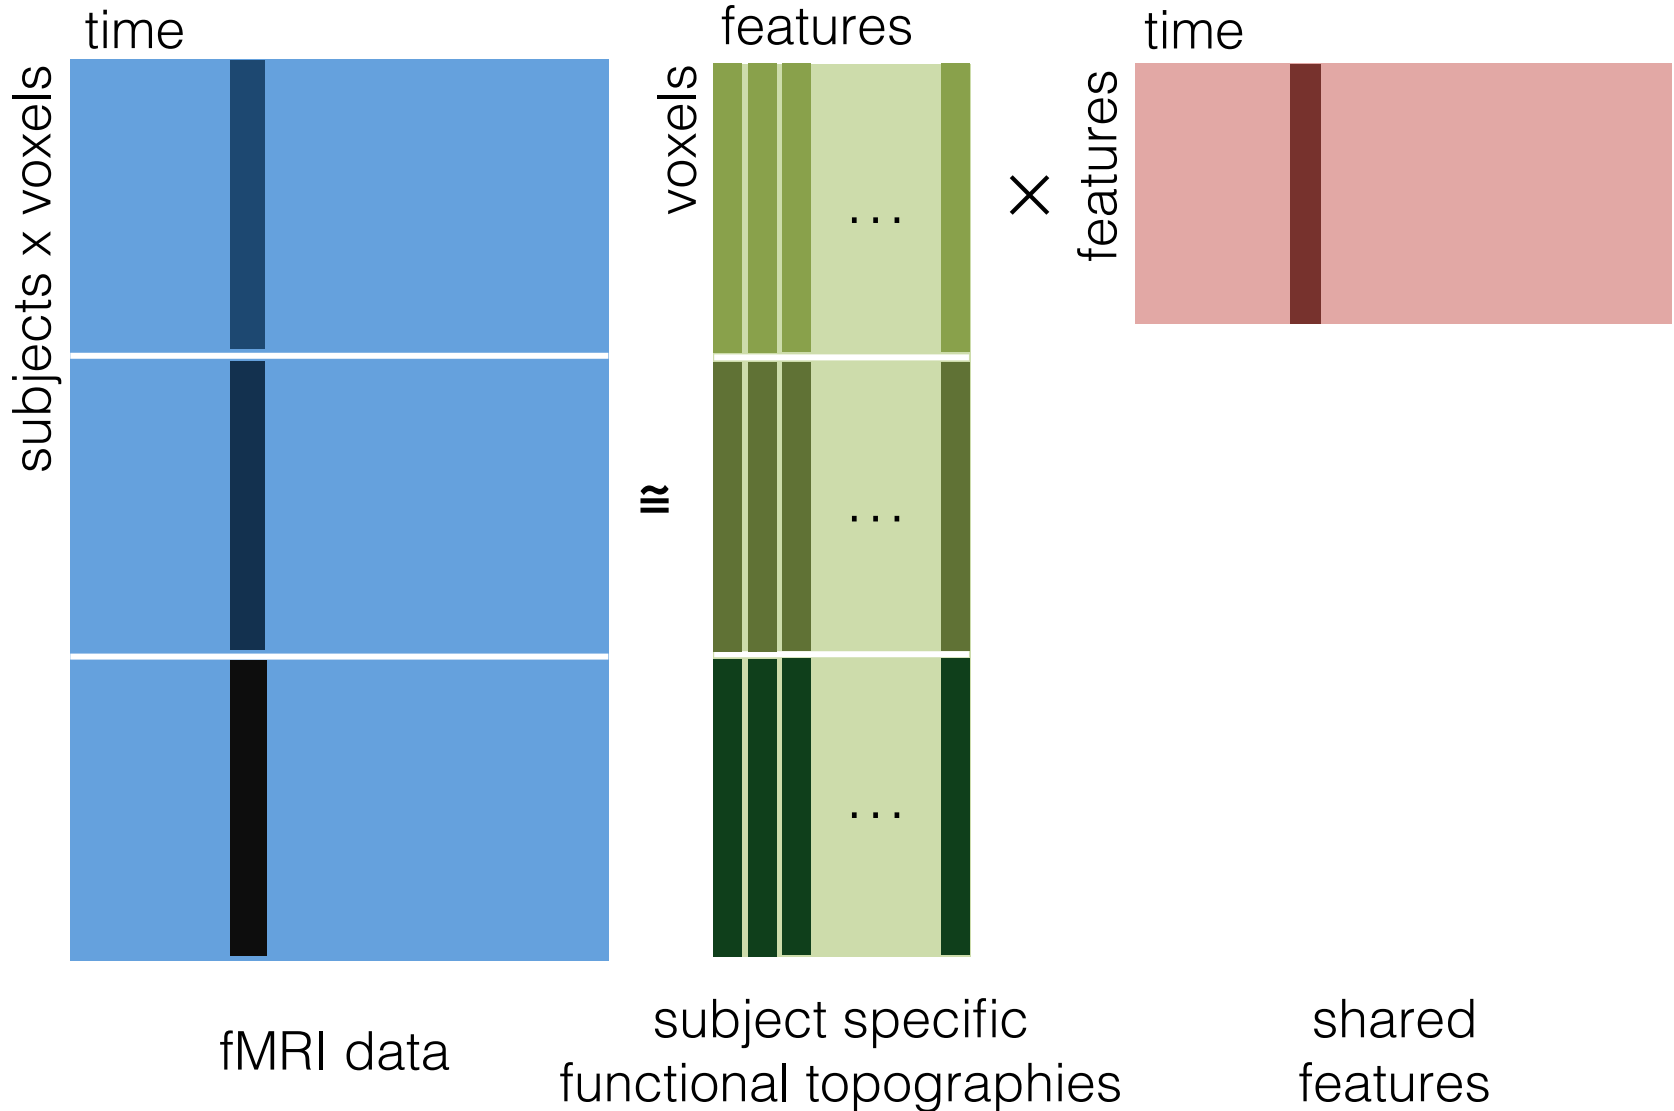 time
features
time
subjects x voxels
voxels
features
×
...
≊
...
...
fMRI data
subject specific
functional topographies
shared
features